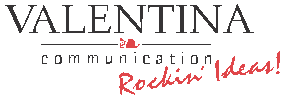 VALENTINA
communication
Rockin' Ideas!